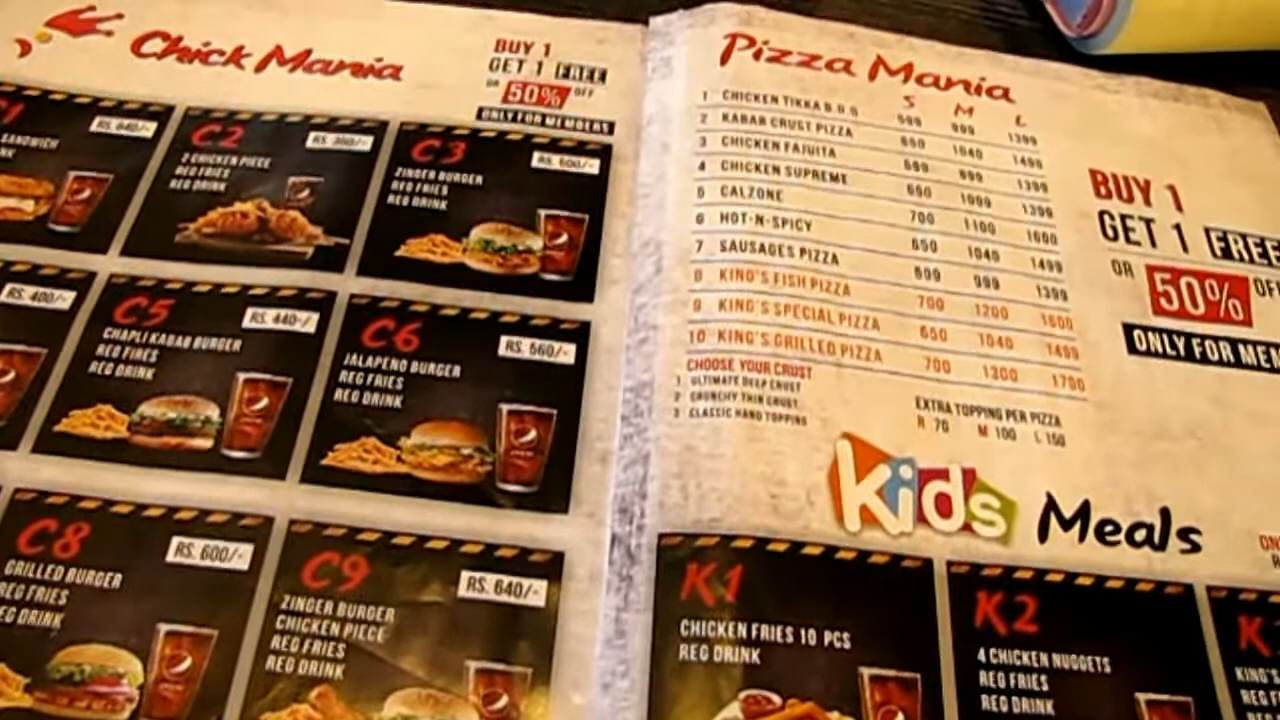 Chick Mania
BUY 1
GET 1 FREE
OR 50% OFF
ONLY FOR MEMBERS
SANDWICH
RS. 640/-
C2
RS. 350/-
2 CHICKEN PIECE
REG FRIES
REG DRINK
C3
RS. 600/-
ZINGER BURGER
REG FRIES
REG DRINK
RS. 400/-
C5
RS. 440-/
CHAPLI KABAB BURGER
REG FIRES
REG DRINK
C6
RS. 560/-
JALAPENO BURGER
REG FRIES
REG DRINK
C8
RS. 600/-
GRILLED BURGER
REG FRIES
REG DRINK
C9
RS. 640/-
ZINGER BURGER
CHICKEN PIECE
REG FRIES
REG DRINK
Pizza Mania
S M L
1 CHICKEN TIKKA B.B.Q 599 999 1399
2 KABAB CRUST PIZZA 650 1040 1499
3 CHICKEN FAJUITA 599 999 1399
4 CHICKEN SUPREME 1399
5 CALZONE 700 1100 1600
6 HOT-N-SPICY 650 1040 1499
7 SAUSAGES PIZZA 599 999 1399
8 KING'S FISH PIZZA 700 1200 1600
9 KING'S SPECIAL PIZZA 650 1040 1499
10 KING'S GRILLED PIZZA 700 1300 1700
CHOOSE YOUR CRUST
1 ULTIMATE DEEP CRUST
2 CRUNCHY THIN CRUST
3 CLASSIC HAND TOPPING
EXTRA TOPPING PER PIZZA
R 70 M 100 L 150
BUY 1
GET 1 FREE
OR 50% OFF
ONLY FOR MEM
Kids Meals
K1
CHICKEN FRIES 10 PCS
REG DRINK
K2
4 CHICKEN NUGGETS
REG FRIES
REG DRINK
K
KING'S
REG F
REG D